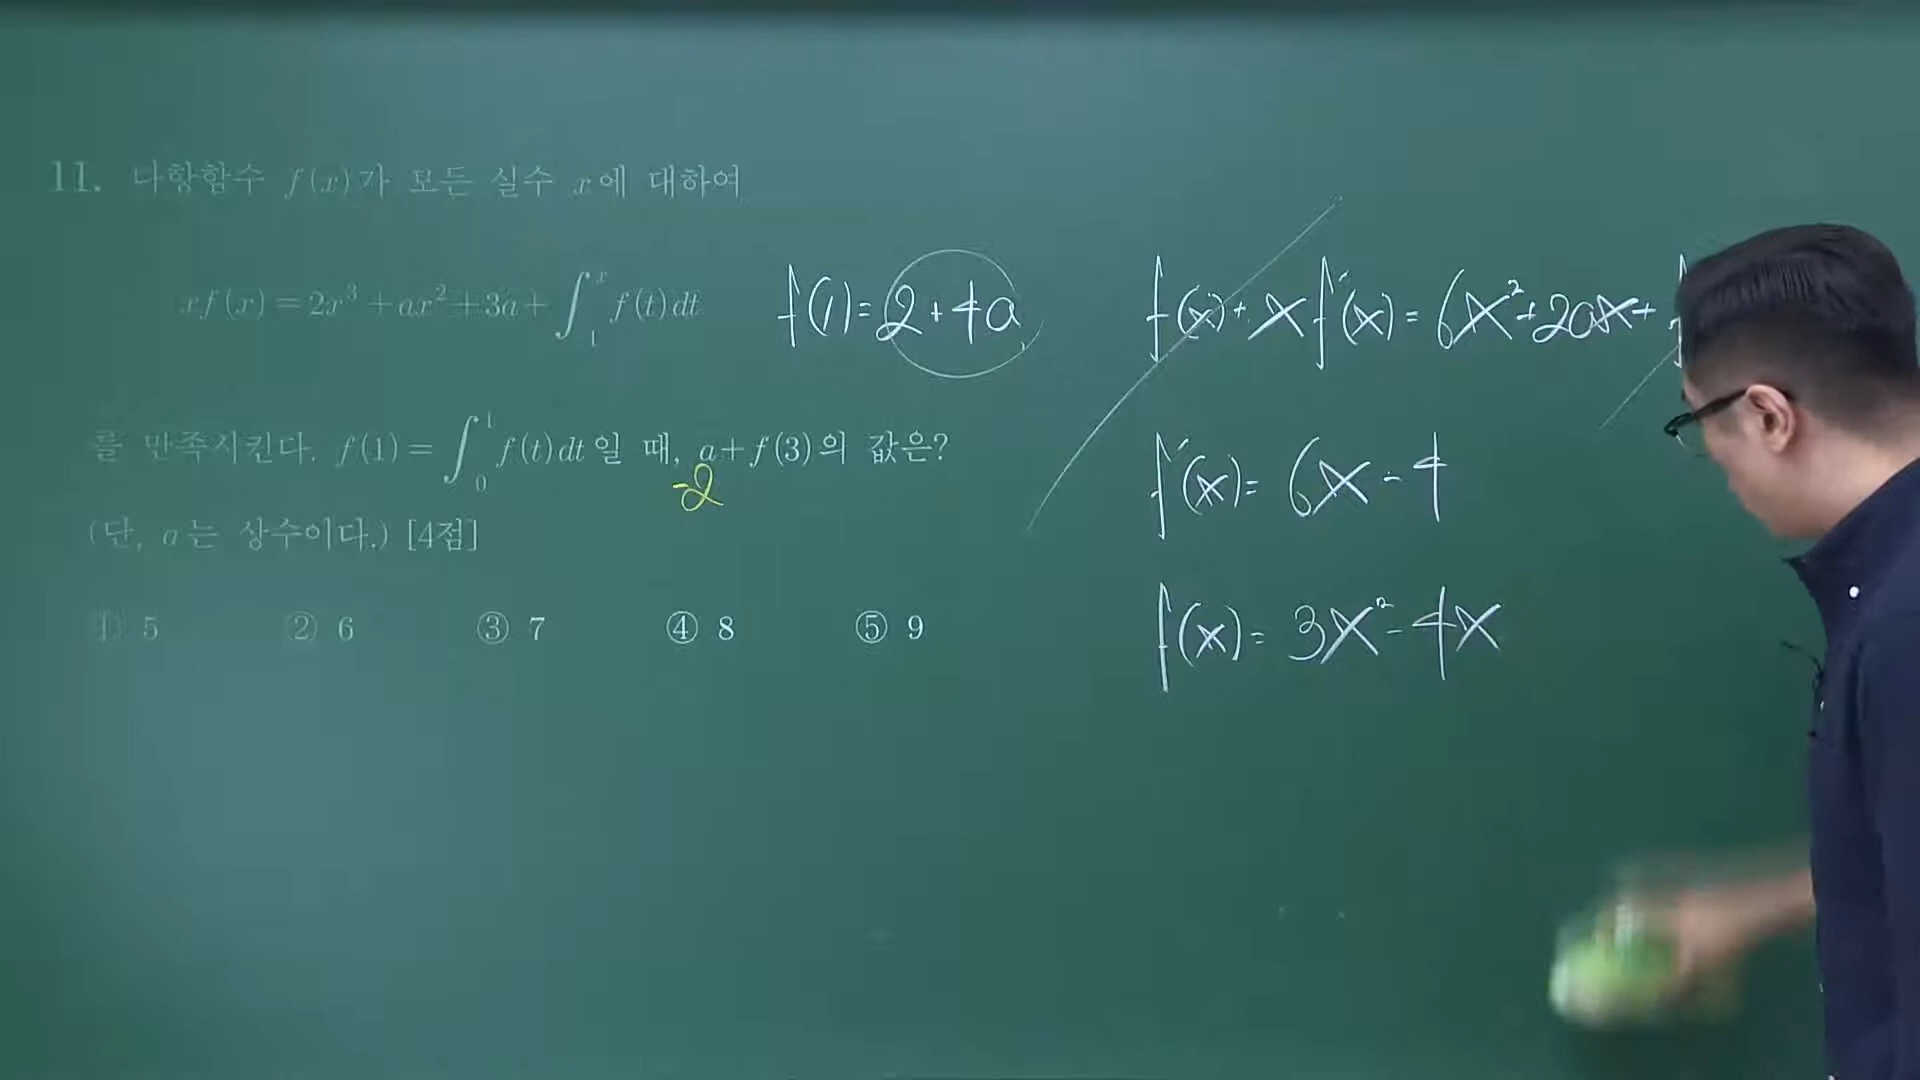 11. 다항함수 f(x)가 모든 실수 x에 대하여
xf(x) = 2x³ + ax² + 3a + ∫₁ˣ f(t)dt
를 만족시킨다. f(1) = ∫₀¹ f(t)dt일 때, a+f(3)의 값은?
-2
(단, a는 상수이다.) [4점]
① 5 ② 6 ③ 7 ④ 8 ⑤ 9
f(1) = 2 + 4a
f(x) + xf'(x) = 6x² + 2ax +
f'(x) = 6x - 4
f(x) = 3x² - 4x